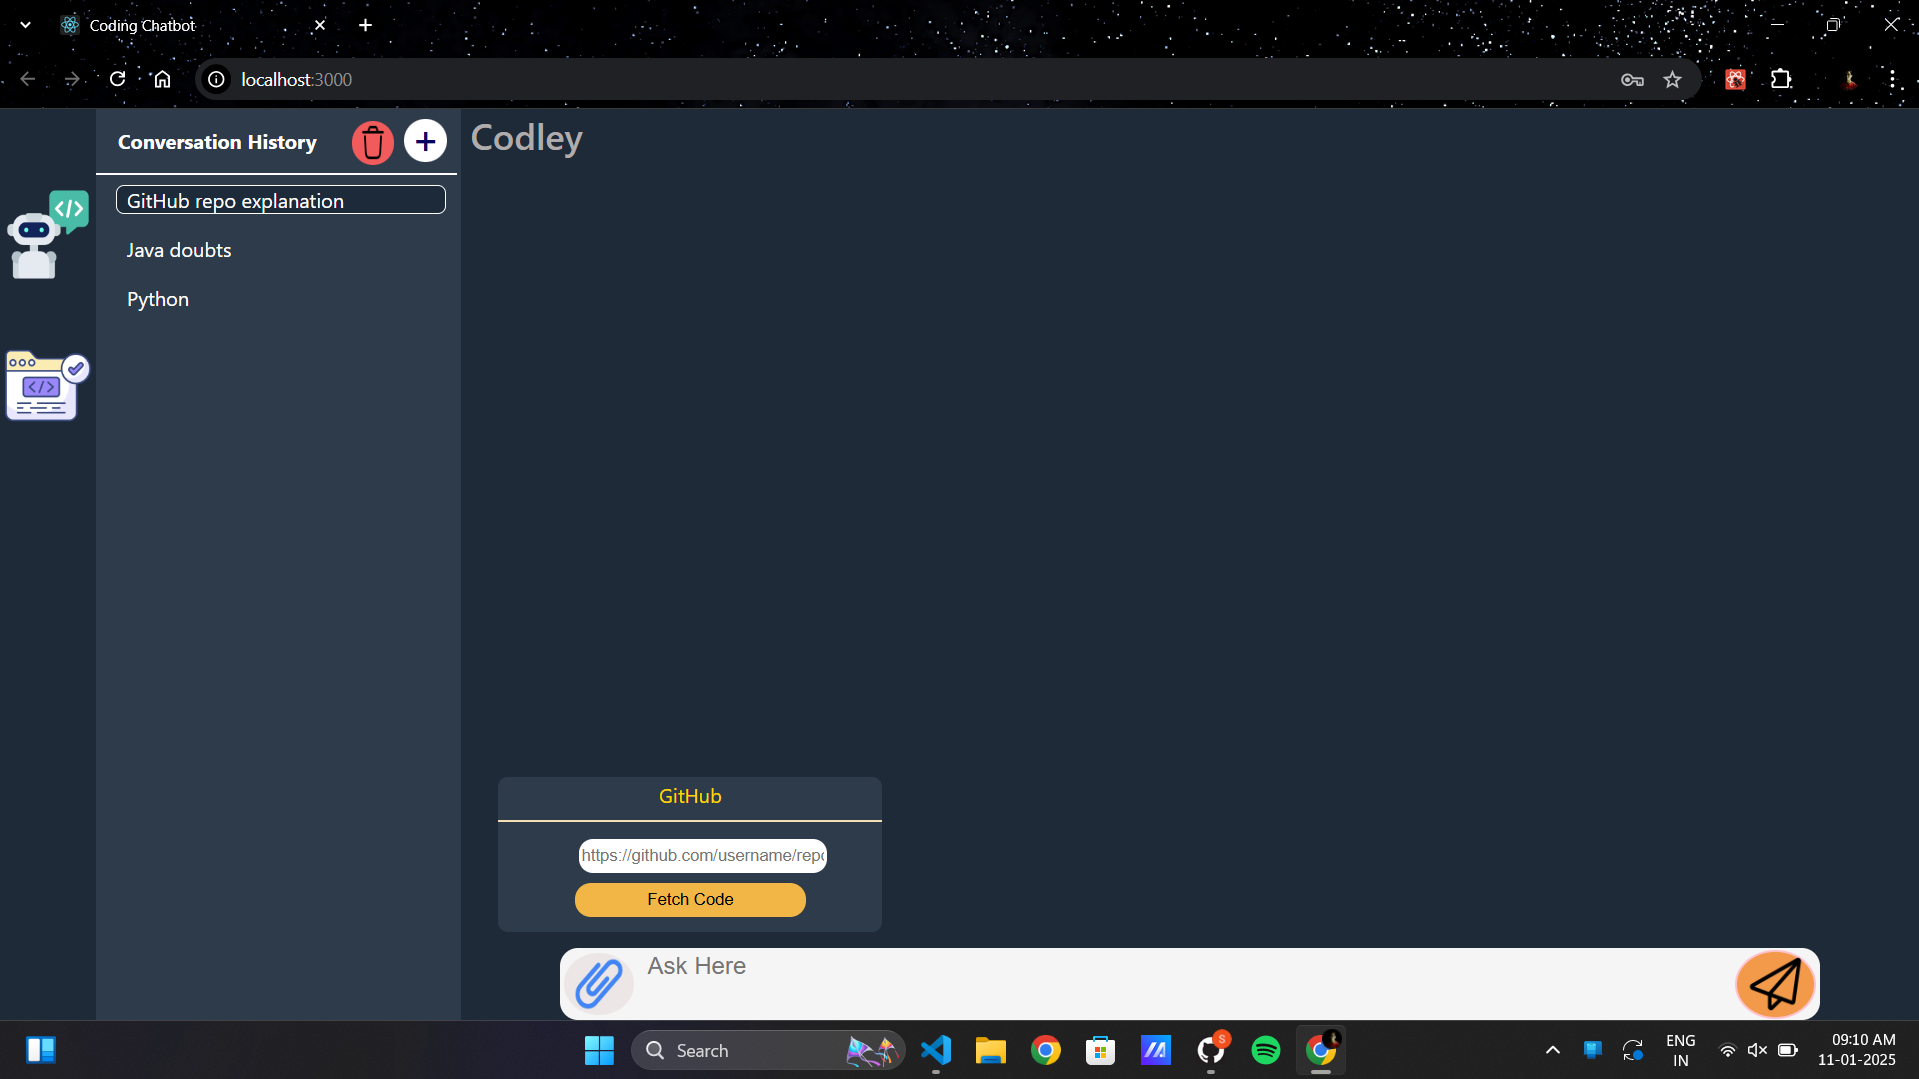 Coding Chatbot
localhost:3000
Conversation History
Codley
GitHub repo explanation
</>
Java doubts
Python
</>
GitHub
https://github.com/username/repo
Fetch Code
Ask Here
Search
S
ENG
IN
09:10 AM
11-01-2025